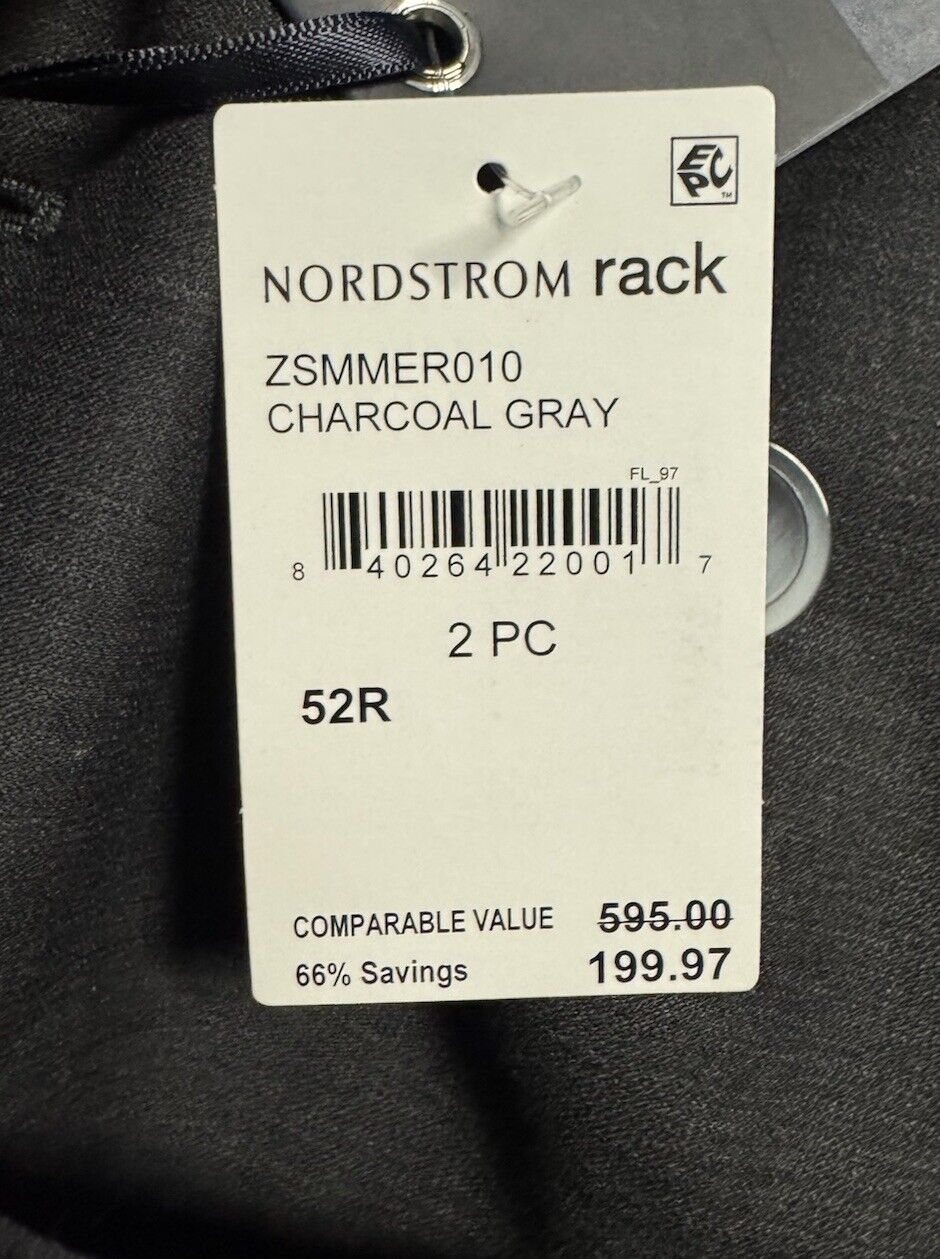 EPC™
NORDSTROM rack
ZSMMER010
CHARCOAL GRAY
FL_97
8 40264 22001 7
2 PC
52R
COMPARABLE VALUE 595.00
66% Savings 199.97